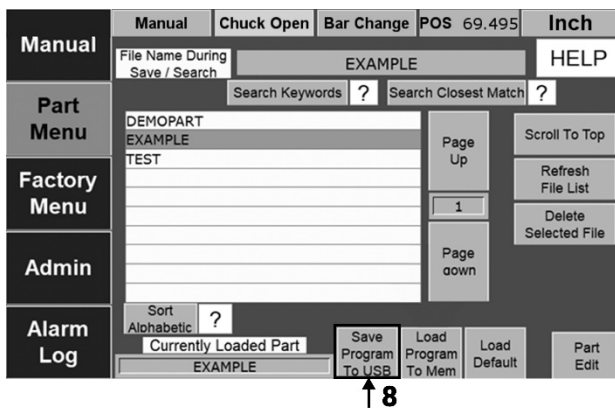 Manual
Chuck Open
Bar Change
POS 69.495
Inch
Manual
File Name During
Save / Search
EXAMPLE
HELP
Search Keywords
?
Search Closest Match
?
Part
Menu
DEMOPART
EXAMPLE
TEST
Page
Up
1
Page
down
Scroll To Top
Refresh
File List
Delete
Selected File
Factory
Menu
Admin
Sort
Alphabetic
?
Alarm
Log
Currently Loaded Part
EXAMPLE
Save
Program
To USB
Load
Program
To Mem
Load
Default
Part
Edit
8